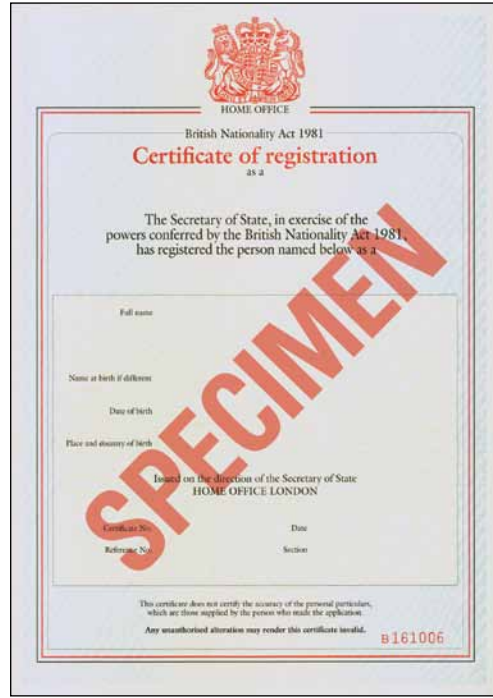 HOME OFFICE
British Nationality Act 1981
Certificate of registration
as a
The Secretary of State, in exercise of the
powers conferred by the British Nationality Act 1981,
has registered the person named below as a
SPECIMEN
Full name
Name at birth if different
Date of birth
Place and country of birth
Issued on the direction of the Secretary of State
HOME OFFICE LONDON
Certificate No. Date
Reference No. Section
This certificate does not certify the accuracy of the personal particulars,
which are those supplied by the person who made the application.
Any unauthorised alteration may render this certificate invalid.
B161006